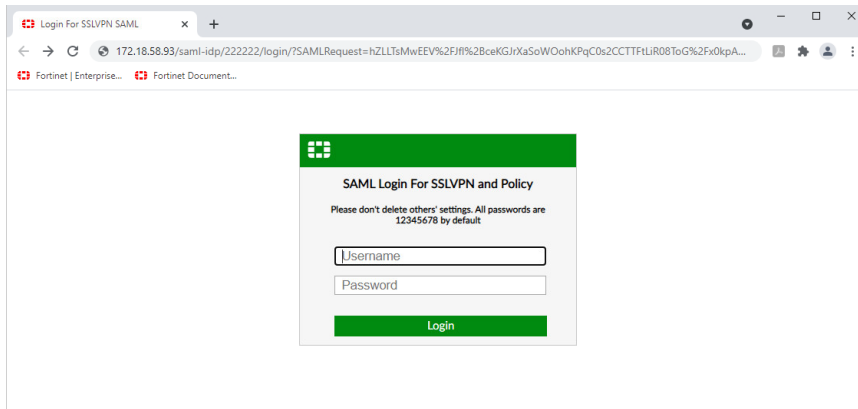 Login For SSLVPN SAML
172.18.58.93/saml-idp/222222/login/?SAMLRequest=hZLLTsMwEEV%2FJfl%2BceKGJrXaSoWOohKPqC0s2CCTTFtLiR08ToG%2Fx0kpA...
Fortinet | Enterprise... Fortinet Document...
SAML Login For SSLVPN and Policy
Please don't delete others' settings. All passwords are
12345678 by default
Username
Password
Login